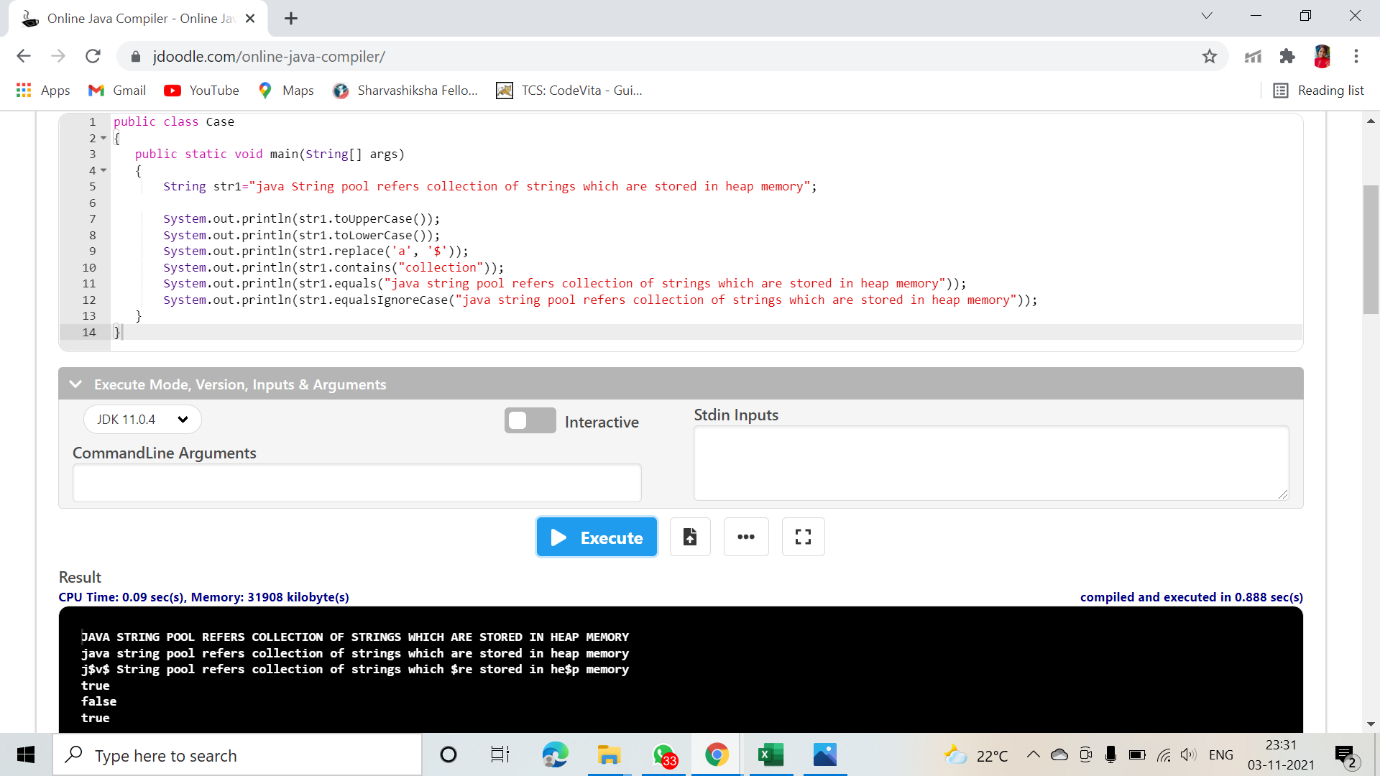 Online Java Compiler - Online Ja
jdoodle.com/online-java-compiler/
Apps Gmail YouTube Maps Sharvashiksha Fello... TCS: CodeVita - Gui... Reading list
1 public class Case
2 {
3 public static void main(String[] args)
4 {
5 String str1="java String pool refers collection of strings which are stored in heap memory";
6
7 System.out.println(str1.toUpperCase());
8 System.out.println(str1.toLowerCase());
9 System.out.println(str1.replace('a', '$'));
10 System.out.println(str1.contains("collection"));
11 System.out.println(str1.equals("java string pool refers collection of strings which are stored in heap memory"));
12 System.out.println(str1.equalsIgnoreCase("java string pool refers collection of strings which are stored in heap memory"));
13 }
14 }
Execute Mode, Version, Inputs & Arguments
JDK 11.0.4 Interactive Stdin Inputs
CommandLine Arguments
Execute
Result
CPU Time: 0.09 sec(s), Memory: 31908 kilobyte(s) compiled and executed in 0.888 sec(s)
JAVA STRING POOL REFERS COLLECTION OF STRINGS WHICH ARE STORED IN HEAP MEMORY
java string pool refers collection of strings which are stored in heap memory
j$v$ String pool refers collection of strings which $re stored in he$p memory
true
false
true
Type here to search 33 22°C ENG 23:31
03-11-2021 2